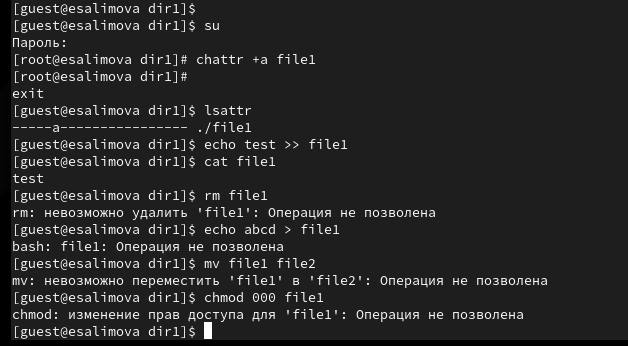 [guest@esalimova dir1]$
[guest@esalimova dir1]$ su
Пароль:
[root@esalimova dir1]# chattr +a file1
[root@esalimova dir1]#
exit
[guest@esalimova dir1]$ lsattr
-----a---------------- ./file1
[guest@esalimova dir1]$ echo test >> file1
[guest@esalimova dir1]$ cat file1
test
[guest@esalimova dir1]$ rm file1
rm: невозможно удалить 'file1': Операция не позволена
[guest@esalimova dir1]$ echo abcd > file1
bash: file1: Операция не позволена
[guest@esalimova dir1]$ mv file1 file2
mv: невозможно переместить 'file1' в 'file2': Операция не позволена
[guest@esalimova dir1]$ chmod 000 file1
chmod: изменение прав доступа для 'file1': Операция не позволена
[guest@esalimova dir1]$